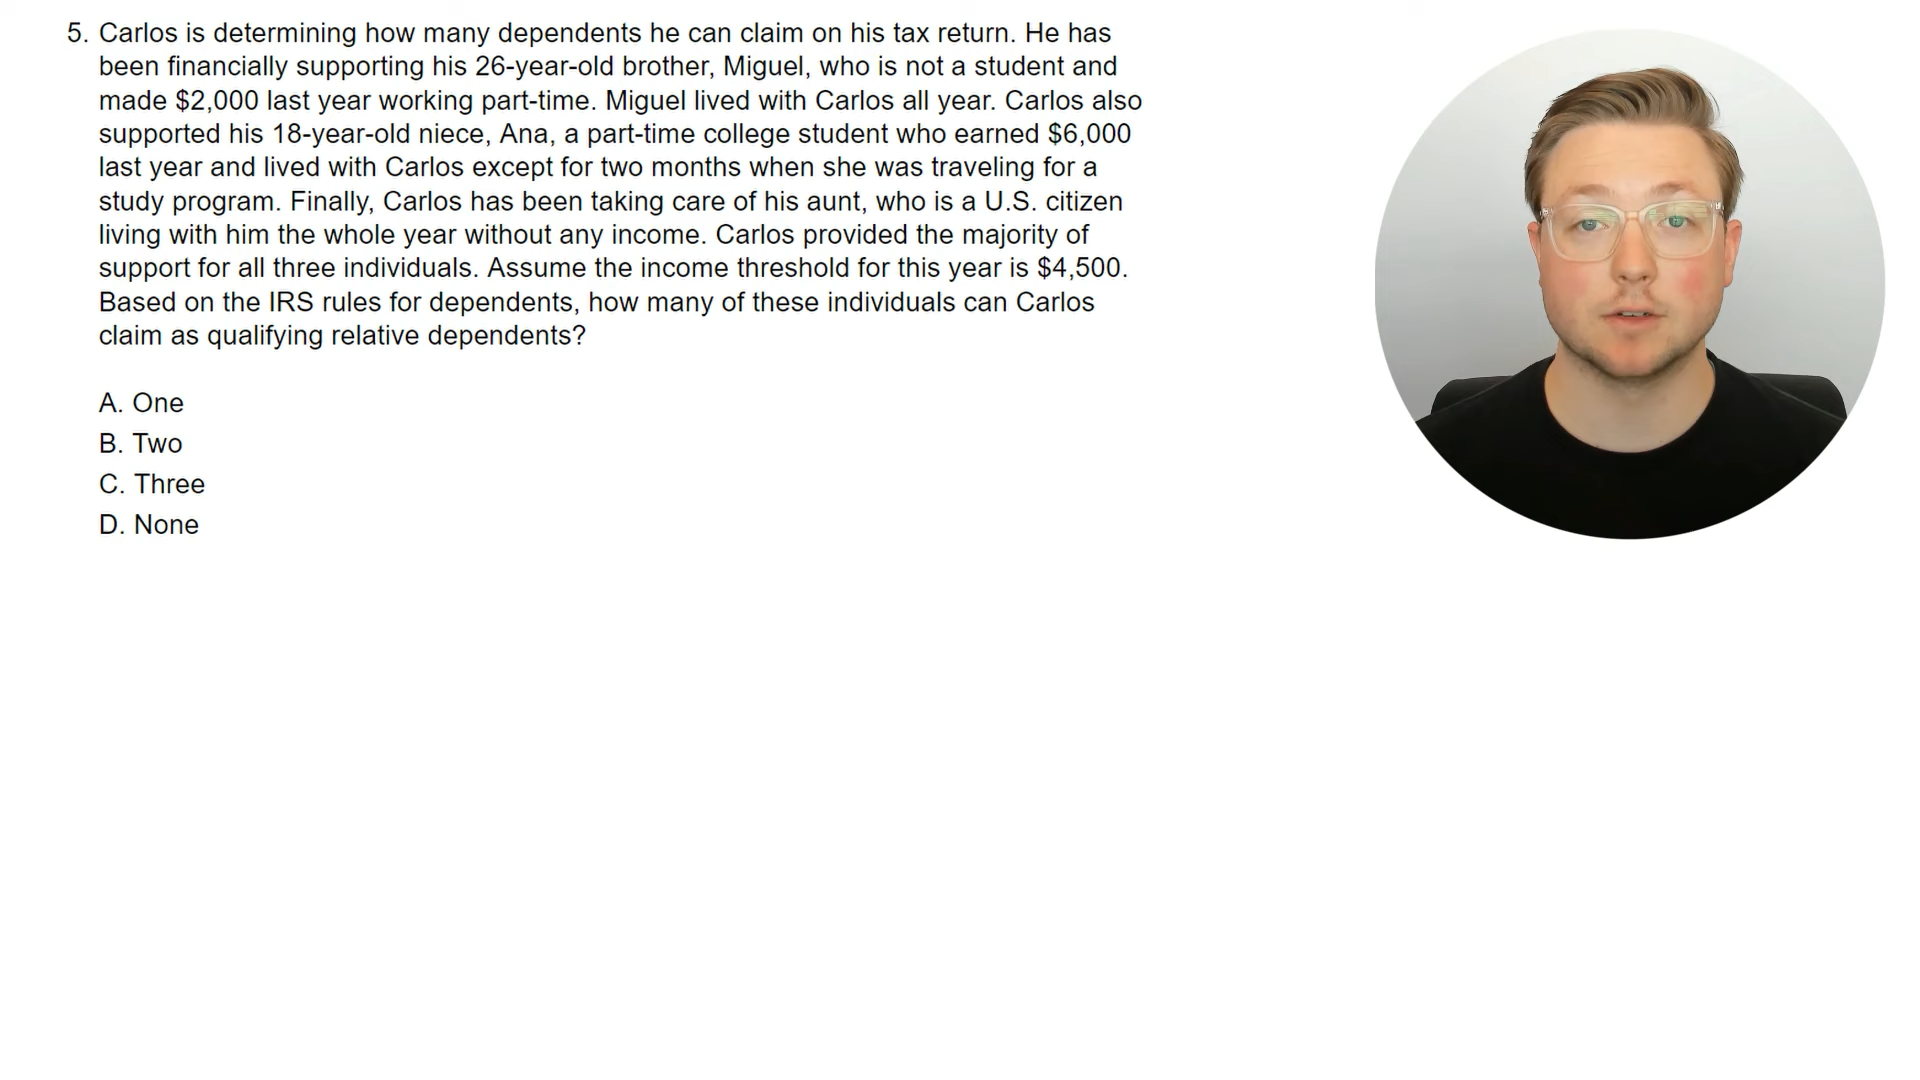 5. Carlos is determining how many dependents he can claim on his tax return. He has
been financially supporting his 26-year-old brother, Miguel, who is not a student and
made $2,000 last year working part-time. Miguel lived with Carlos all year. Carlos also
supported his 18-year-old niece, Ana, a part-time college student who earned $6,000
last year and lived with Carlos except for two months when she was traveling for a
study program. Finally, Carlos has been taking care of his aunt, who is a U.S. citizen
living with him the whole year without any income. Carlos provided the majority of
support for all three individuals. Assume the income threshold for this year is $4,500.
Based on the IRS rules for dependents, how many of these individuals can Carlos
claim as qualifying relative dependents?
A. One
B. Two
C. Three
D. None